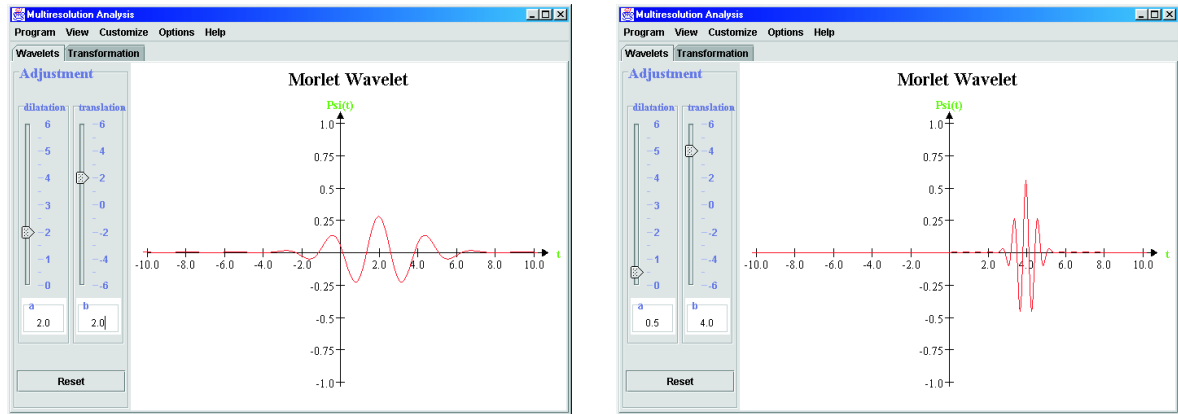 Multiresolution Analysis
Program View Customize Options Help
Wavelets Transformation
Adjustment
dilatation translation
6 6
5 4
4 2
3 0
2 -2
1 -4
0 -6
a b
2.0 2.0
Reset
Morlet Wavelet
Psi(t)
1.0
0.75
0.5
0.25
t
-10.0 -8.0 -6.0 -4.0 -2.0 2.0 4.0 6.0 8.0 10.0
-0.25
-0.5
-0.75
-1.0
Multiresolution Analysis
Program View Customize Options Help
Wavelets Transformation
Adjustment
dilatation translation
6 6
5 4
4 2
3 0
2 -2
1 -4
0 -6
a b
0.5 4.0
Reset
Morlet Wavelet
Psi(t)
1.0
0.75
0.5
0.25
t
-10.0 -8.0 -6.0 -4.0 -2.0 2.0 4.0 6.0 8.0 10.0
-0.25
-0.5
-0.75
-1.0